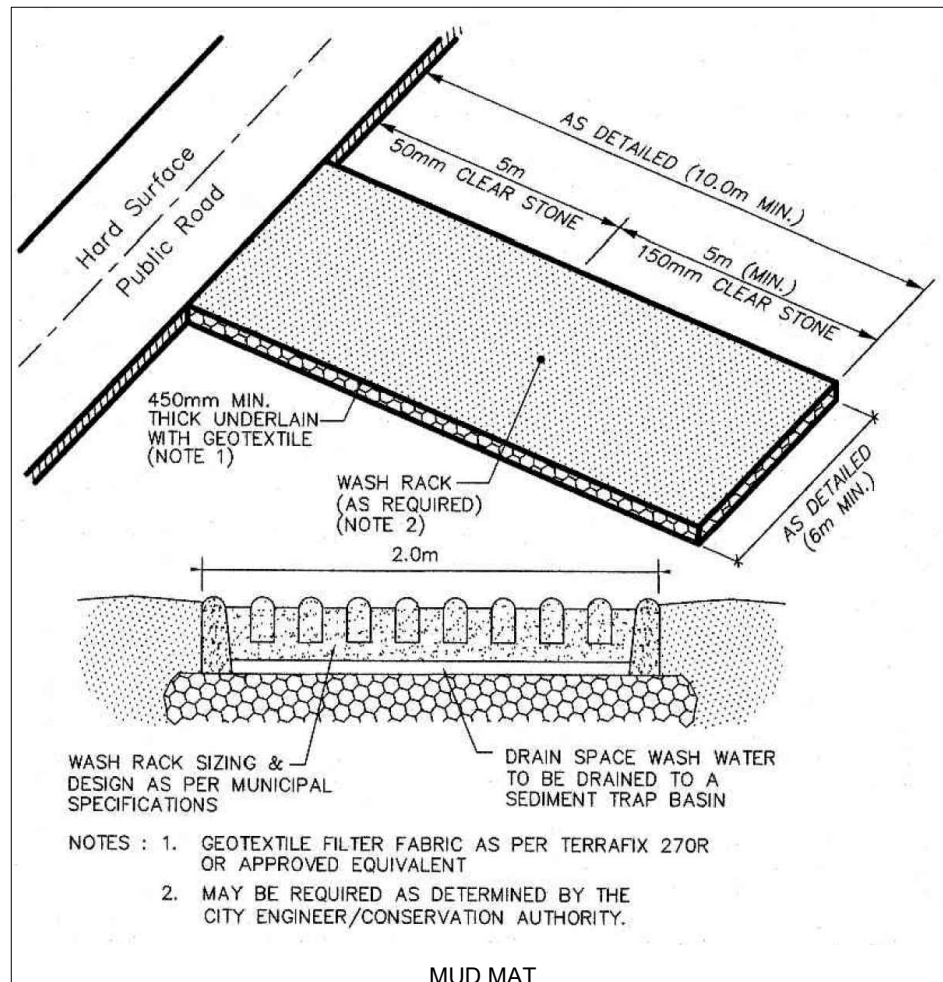 Hard Surface
Public Road
AS DETAILED (10.0m MIN.)
5m
50mm CLEAR STONE
5m (MIN.)
150mm CLEAR STONE
450mm MIN.
THICK UNDERLAIN
WITH GEOTEXTILE
(NOTE 1)
WASH RACK
(AS REQUIRED)
(NOTE 2)
AS DETAILED
(6m MIN.)
2.0m
WASH RACK SIZING &
DESIGN AS PER MUNICIPAL
SPECIFICATIONS
DRAIN SPACE WASH WATER
TO BE DRAINED TO A
SEDIMENT TRAP BASIN
NOTES : 1. GEOTEXTILE FILTER FABRIC AS PER TERRAFIX 270R
OR APPROVED EQUIVALENT
2. MAY BE REQUIRED AS DETERMINED BY THE
CITY ENGINEER/CONSERVATION AUTHORITY.
MUD MAT